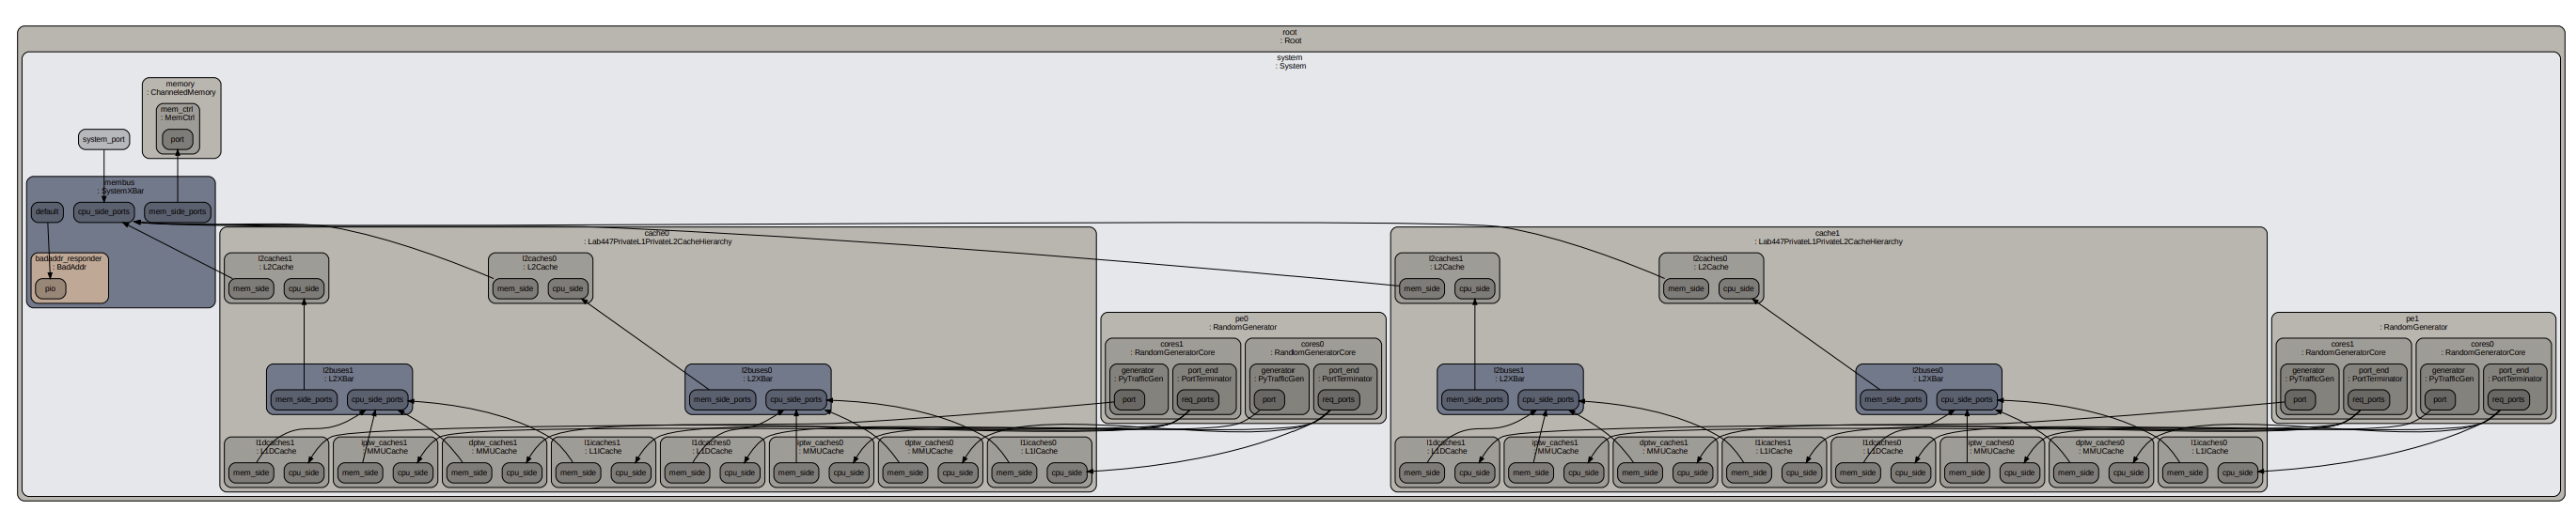 root
: Root
system
: System
memory
: ChanneledMemory
mem_ctrl
: MemCtrl
port
system_port
membus
: SystemXBar
default
cpu_side_ports
mem_side_ports
badaddr_responder
: BadAddr
pio
cache0
: Lab447PrivateL1PrivateL2CacheHierarchy
l2caches1
: L2Cache
mem_side
cpu_side
l2caches0
: L2Cache
mem_side
cpu_side
l2buses1
: L2XBar
mem_side_ports
cpu_side_ports
l2buses0
: L2XBar
mem_side_ports
cpu_side_ports
l1dcaches1
: L1DCache
mem_side
cpu_side
iptw_caches1
: MMUCache
mem_side
cpu_side
dptw_caches1
: MMUCache
mem_side
cpu_side
l1icaches1
: L1ICache
mem_side
cpu_side
l1dcaches0
: L1DCache
mem_side
cpu_side
iptw_caches0
: MMUCache
mem_side
cpu_side
dptw_caches0
: MMUCache
mem_side
cpu_side
l1icaches0
: L1ICache
mem_side
cpu_side
pe0
: RandomGenerator
cores1
: RandomGeneratorCore
generator
: PyTrafficGen
port
port_end
: PortTerminator
req_ports
cores0
: RandomGeneratorCore
generator
: PyTrafficGen
port
port_end
: PortTerminator
req_ports
cache1
: Lab447PrivateL1PrivateL2CacheHierarchy
l2caches1
: L2Cache
mem_side
cpu_side
l2caches0
: L2Cache
mem_side
cpu_side
l2buses1
: L2XBar
mem_side_ports
cpu_side_ports
l2buses0
: L2XBar
mem_side_ports
cpu_side_ports
l1dcaches1
: L1DCache
mem_side
cpu_side
iptw_caches1
: MMUCache
mem_side
cpu_side
dptw_caches1
: MMUCache
mem_side
cpu_side
l1icaches1
: L1ICache
mem_side
cpu_side
l1dcaches0
: L1DCache
mem_side
cpu_side
iptw_caches0
: MMUCache
mem_side
cpu_side
dptw_caches0
: MMUCache
mem_side
cpu_side
l1icaches0
: L1ICache
mem_side
cpu_side
pe1
: RandomGenerator
cores1
: RandomGeneratorCore
generator
: PyTrafficGen
port
port_end
: PortTerminator
req_ports
cores0
: RandomGeneratorCore
generator
: PyTrafficGen
port
port_end
: PortTerminator
req_ports